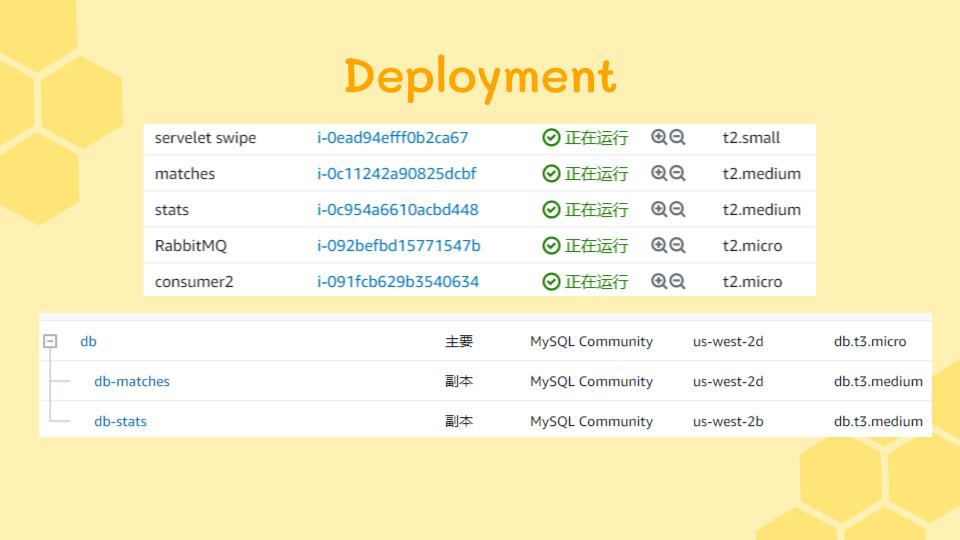 Deployment
servelet swipe i-0ead94efff0b2ca67 正在运行 t2.small
matches i-0c11242a90825dcbf 正在运行 t2.medium
stats i-0c954a6610acbd448 正在运行 t2.medium
RabbitMQ i-092befbd15771547b 正在运行 t2.micro
consumer2 i-091fcb629b3540634 正在运行 t2.micro
db 主要 MySQL Community us-west-2d db.t3.micro
db-matches 副本 MySQL Community us-west-2d db.t3.medium
db-stats 副本 MySQL Community us-west-2b db.t3.medium